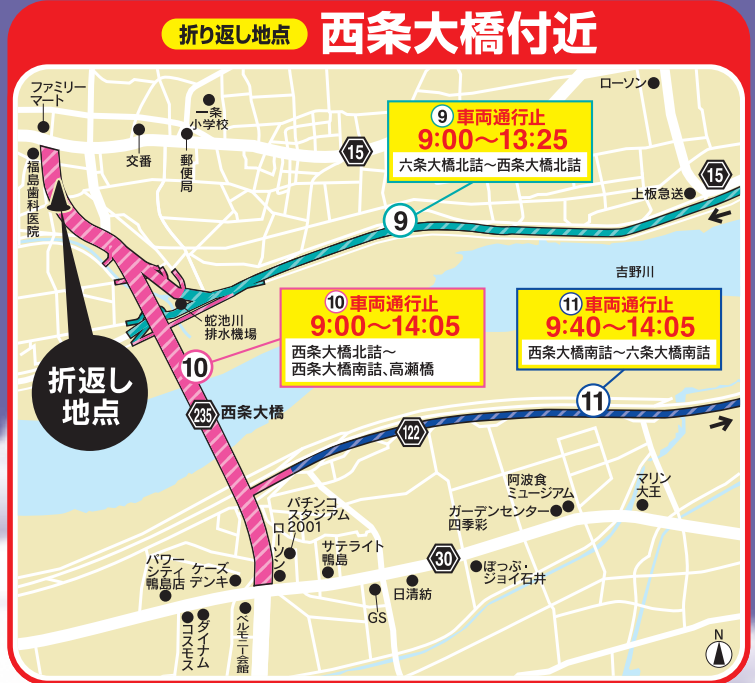 折り返し地点 西条大橋付近
ファミリー
マート
一条
小学校
交番
郵便局
福島歯科医院
15
⑨車両通行止
9:00〜13:25
六条大橋北詰〜西条大橋北詰
ローソン
15
上板急送
9
吉野川
蛇池川
排水機場
⑩車両通行止
9:00〜14:05
西条大橋北詰〜
西条大橋南詰、高瀬橋
⑪車両通行止
9:40〜14:05
西条大橋南詰〜六条大橋南詰
折返し
地点
10
235
西条大橋
11
122
パチンコ
スタジアム
2001
ローソン
サテライト
鴨島
阿波食
ミュージアム
ガーデンセンター
四季彩
マリン
大王
30
ぽっぷ・
ジョイ石井
日清紡
GS
パワー
シティ
鴨島店
ケーズ
デンキ
コスモス
ダイナム
ベルモニー会館
N